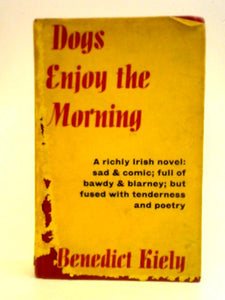 Dogs
Enjoy the
Morning
A richly Irish novel:
sad & comic; full of
bawdy & blarney; but
fused with tenderness
and poetry
Benedict Kiely